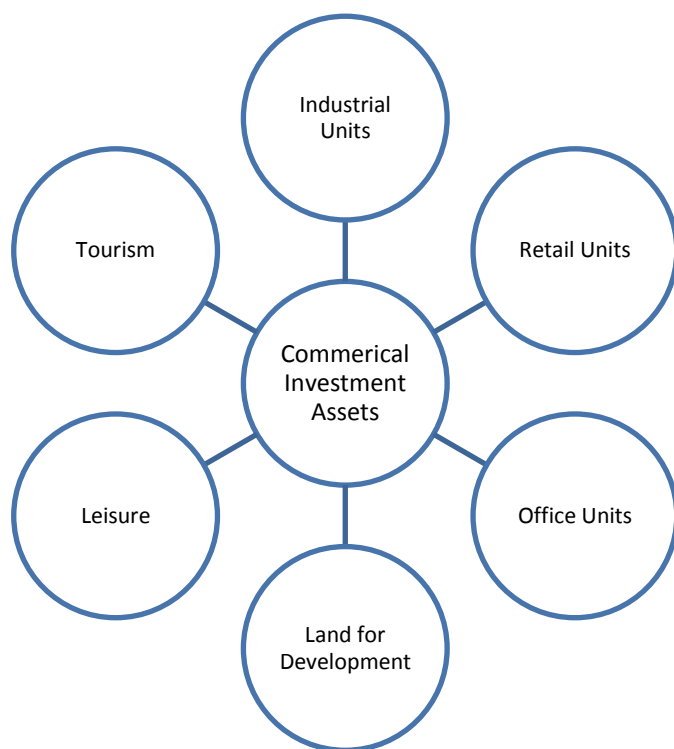 Industrial
Units
Tourism
Retail Units
Commerical
Investment
Assets
Leisure
Office Units
Land for
Development